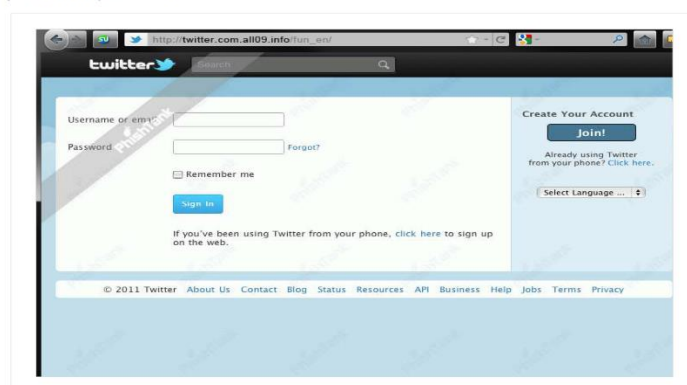 http://twitter.com.all09.info/fun_en/
twitter
Search
Username or em
Password
Forgot?
Remember me
Sign In
If you've been using Twitter from your phone, click here to sign up
on the web.
Create Your Account
Join!
Already using Twitter
from your phone? Click here.
Select Language ...
© 2011 Twitter About Us Contact Blog Status Resources API Business Help Jobs Terms Privacy
PhishTank